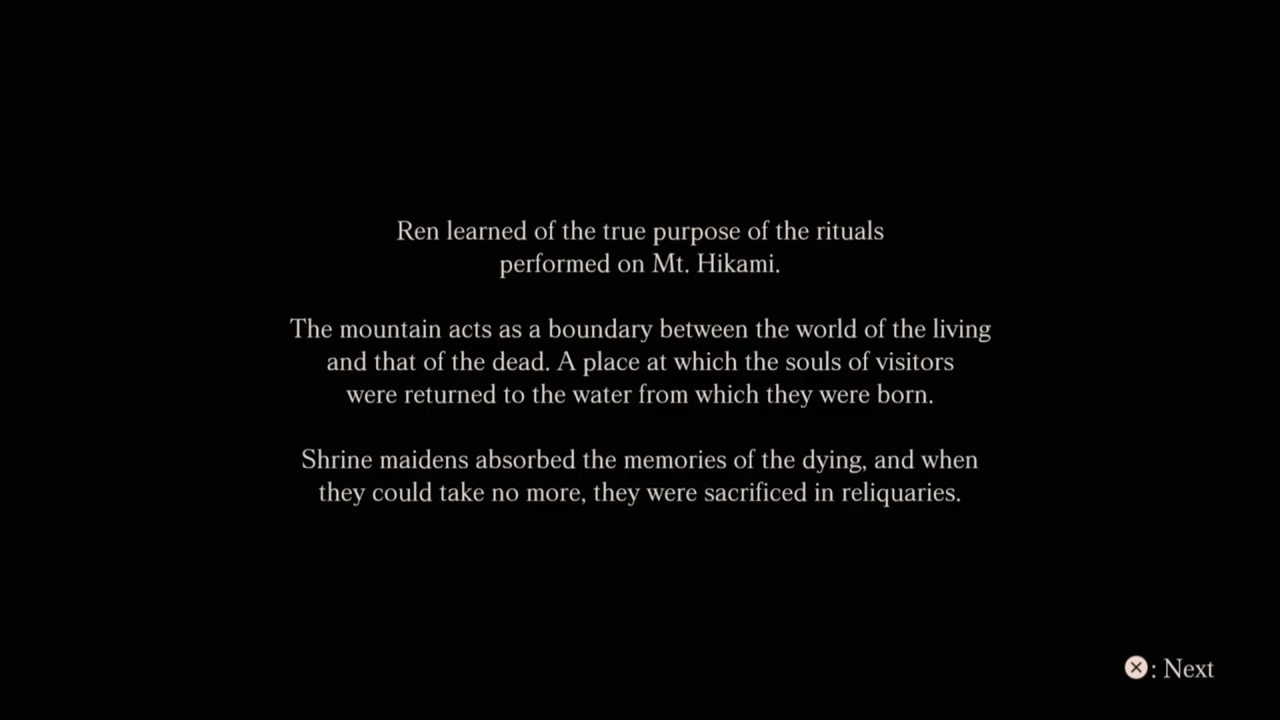 Ren learned of the true purpose of the rituals
performed on Mt. Hikami.
The mountain acts as a boundary between the world of the living
and that of the dead. A place at which the souls of visitors
were returned to the water from which they were born.
Shrine maidens absorbed the memories of the dying, and when
they could take no more, they were sacrificed in reliquaries.
ⓧ: Next